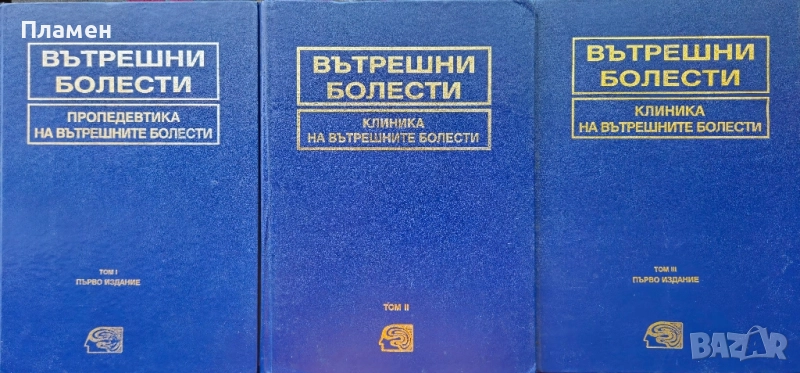 Пламен
ВЪТРЕШНИ
БОЛЕСТИ
ПРОПЕДЕВТИКА
НА ВЪТРЕШНИТЕ БОЛЕСТИ
ТОМ I
ПЪРВО ИЗДАНИЕ
ВЪТРЕШНИ
БОЛЕСТИ
КЛИНИКА
НА ВЪТРЕШНИТЕ БОЛЕСТИ
ТОМ II
ВЪТРЕШНИ
БОЛЕСТИ
КЛИНИКА
НА ВЪТРЕШНИТЕ БОЛЕСТИ
ТОМ III
ПЪРВО ИЗДАНИЕ
BAZAR